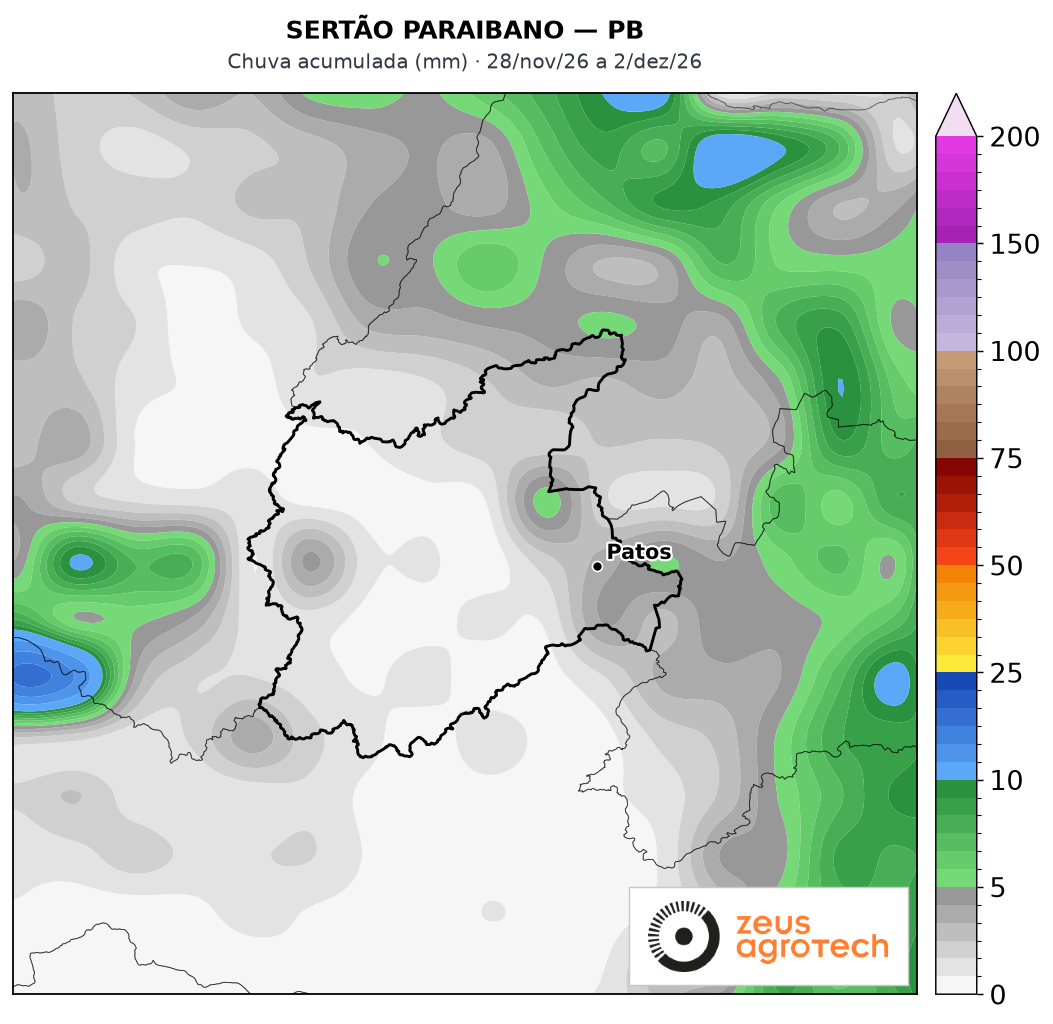 SERTÃO PARAIBANO — PB
Chuva acumulada (mm) · 28/nov/26 a 2/dez/26
200
150
100
75
50
25
10
5
0
Patos
zeus
agrotech